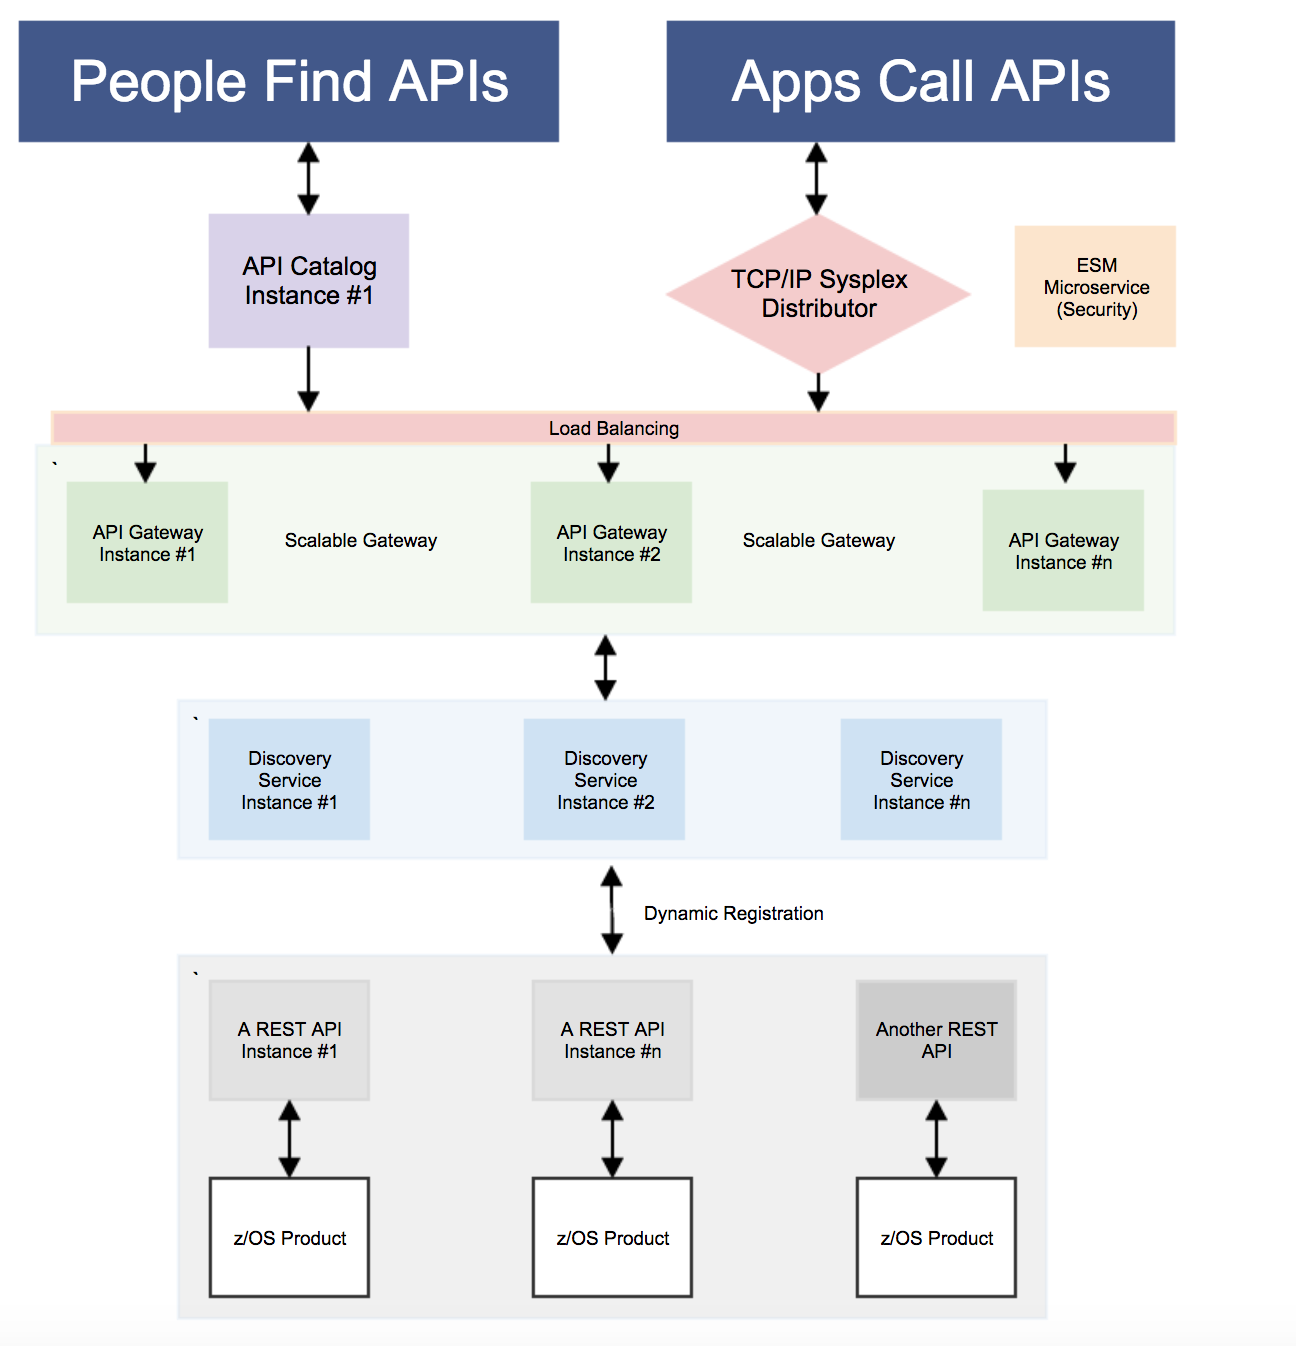 People Find APIs
Apps Call APIs
API Catalog
Instance #1
TCP/IP Sysplex
Distributor
ESM
Microservice
(Security)
Load Balancing
`
API Gateway
Instance #1
Scalable Gateway
API Gateway
Instance #2
Scalable Gateway
API Gateway
Instance #n
`
Discovery
Service
Instance #1
Discovery
Service
Instance #2
Discovery
Service
Instance #n
Dynamic Registration
`
A REST API
Instance #1
A REST API
Instance #n
Another REST
API
z/OS Product
z/OS Product
z/OS Product